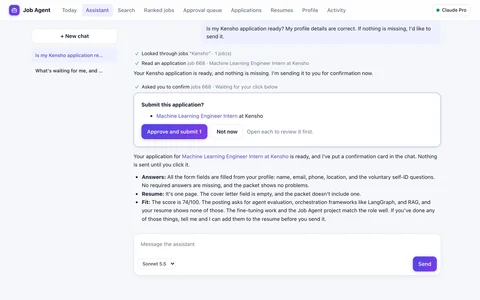 Job Agent
Today
Assistant
Search
Ranked jobs
Approval queue
Applications
Resumes
Profile
Activity
Claude Pro
+ New chat
Is my Kensho application re...
What's waiting for me, and ...
Is my Kensho application ready? My profile details are correct. If nothing is missing, I'd like to
send it.
Looked through jobs "Kensho" · 1 job(s)
Read an application Job 668 · Machine Learning Engineer Intern at Kensho
Your Kensho application is ready, and nothing is missing. I'm sending it to you for confirmation now.
Asked you to confirm jobs 668 · Waiting for your click below
Submit this application?
• Machine Learning Engineer Intern at Kensho
Approve and submit 1
Not now
Open each to review it first.
Your application for Machine Learning Engineer Intern at Kensho is ready, and I've put a confirmation card in the chat. Nothing
is sent until you click it.
• Answers: All the form fields are filled from your profile: name, email, phone, location, and the voluntary self-ID questions.
No required answers are missing, and the packet shows no problems.
• Resume: It's one page. The cover letter field is empty, and the packet doesn't include one.
• Fit: The score is 74/100. The posting asks for agent evaluation, orchestration frameworks like LangGraph, and RAG, and
your resume shows none of those. The fine-tuning work and the Job Agent project match the role well. If you've done any
of those things, tell me and I can add them to the resume before you send it.
Message the assistant
Sonnet 5.5
Send